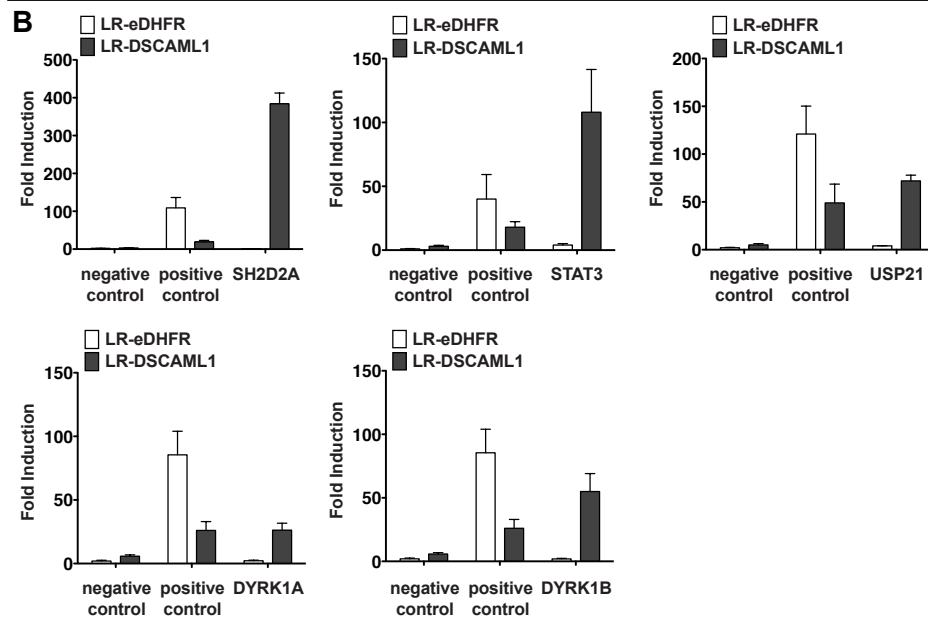 B
LR-eDHFR
LR-DSCAML1
500
400
300
200
100
0
Fold Induction
negative control
positive control
SH2D2A
LR-eDHFR
LR-DSCAML1
150
100
50
0
Fold Induction
negative control
positive control
STAT3
LR-eDHFR
LR-DSCAML1
200
150
100
50
0
Fold Induction
negative control
positive control
USP21
LR-eDHFR
LR-DSCAML1
150
100
50
0
Fold Induction
negative control
positive control
DYRK1A
LR-eDHFR
LR-DSCAML1
150
100
50
0
Fold Induction
negative control
positive control
DYRK1B